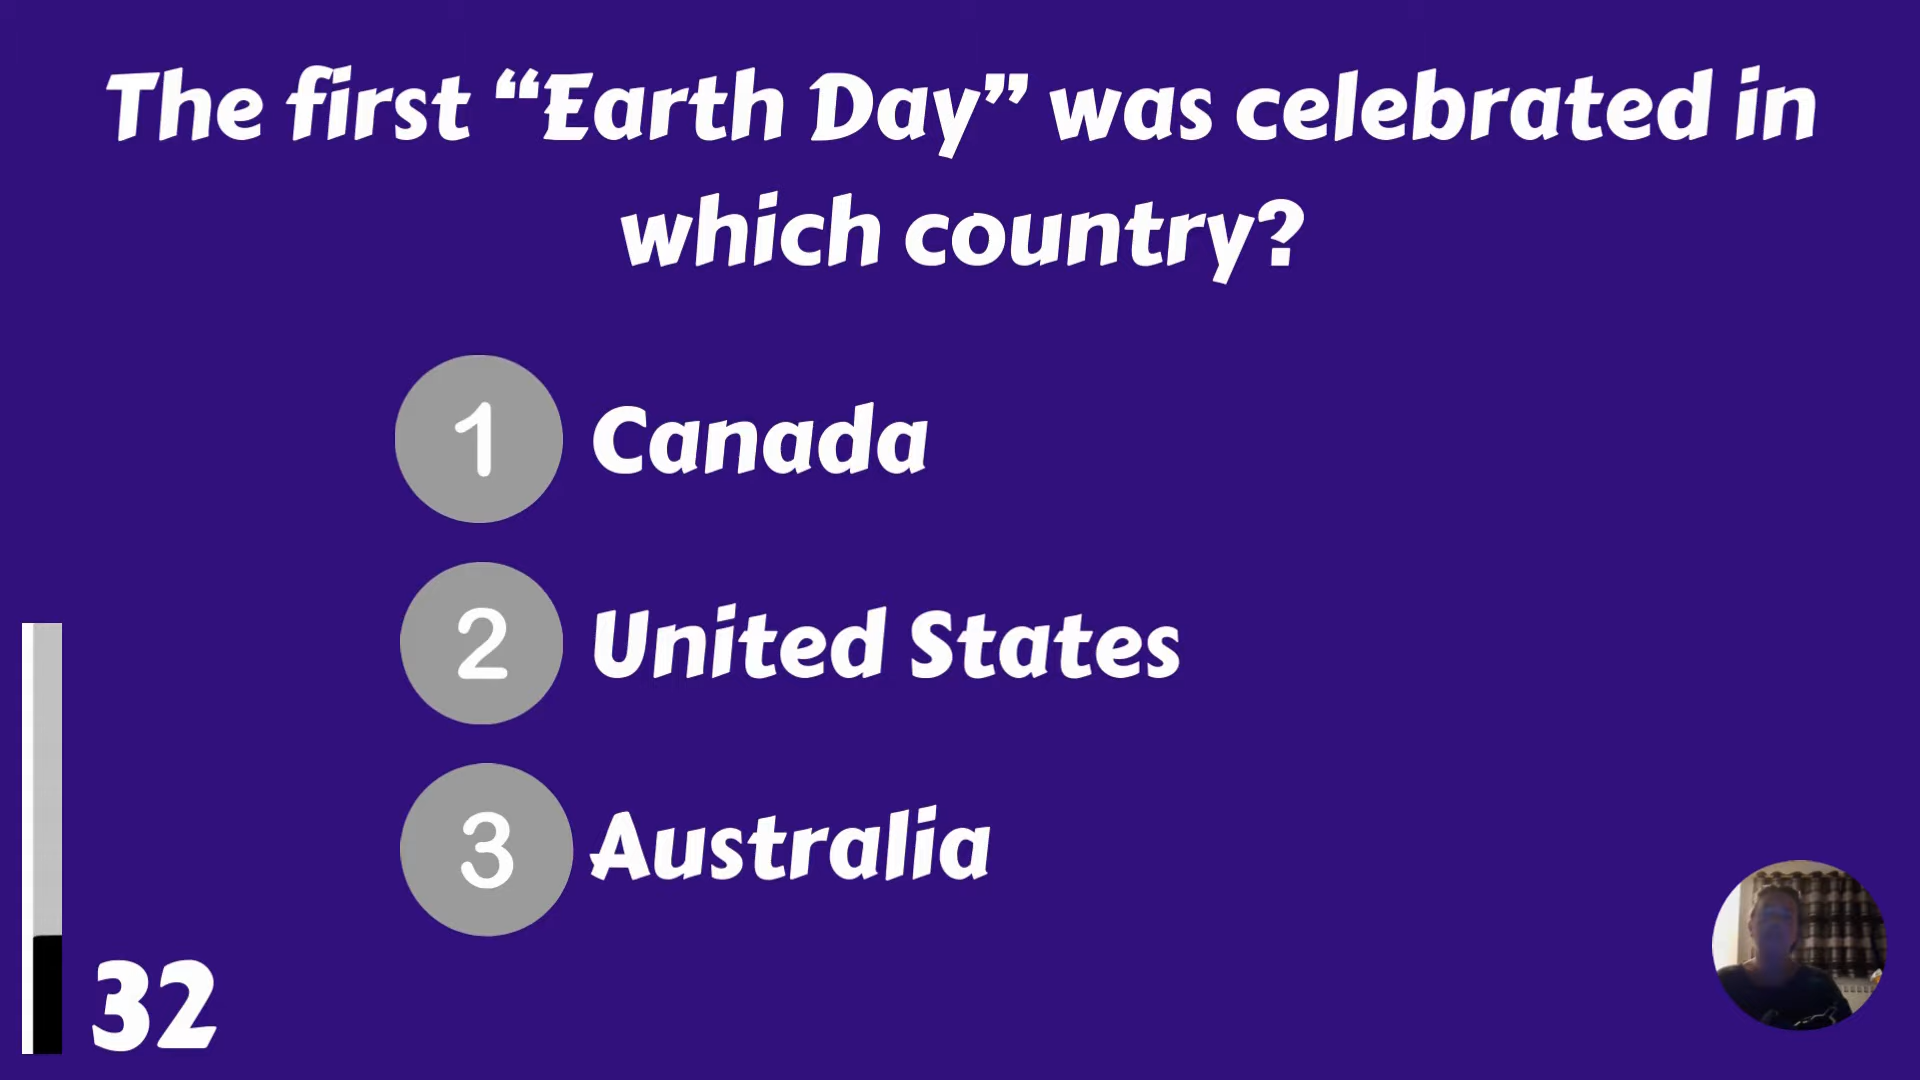 The first “Earth Day” was celebrated in
which country?
1 Canada
2 United States
3 Australia
32